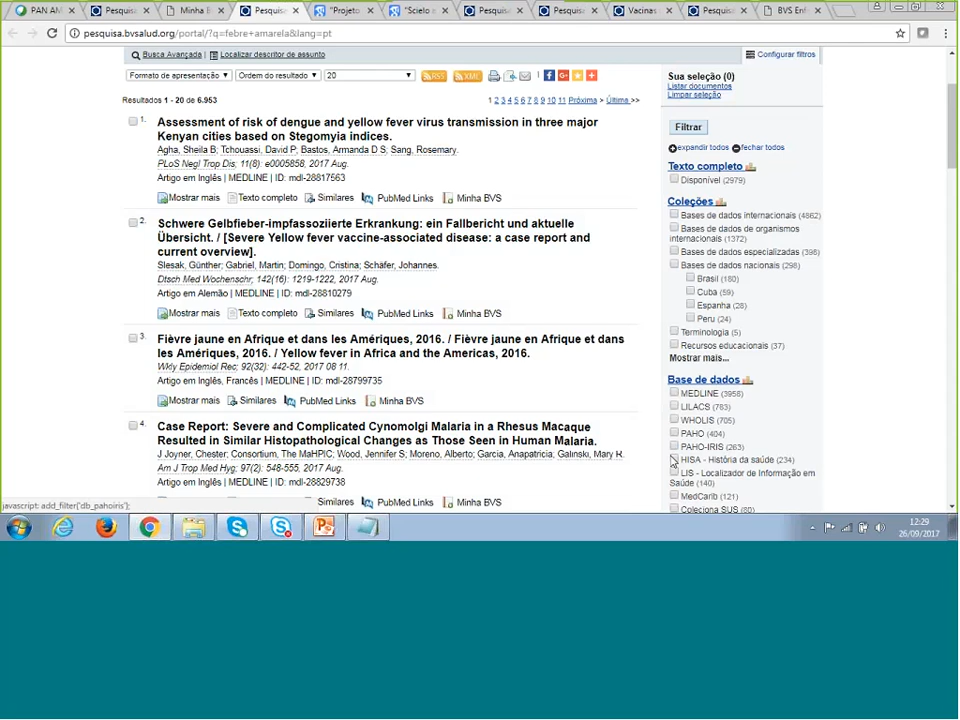 PAN AM
Pesquisa
Minha B
Pesquis
"Projeto
"Scielo
Pesquis
Pesquis
Vacinas
Pesquis
BVS Enf
pesquisa.bvsalud.org/portal/?q=febre+amarela&lang=pt
Busca Avançada | Localizar descritor de assunto
Configurar filtros
Formato de apresentação Ordem do resultado 20 RSS XML
Resultados 1 - 20 de 6.953
1 2 3 4 5 6 7 8 9 10 11 Próxima > Última >>
1. Assessment of risk of dengue and yellow fever virus transmission in three major
Kenyan cities based on Stegomyia indices.
Agha, Sheila B; Tchouassi, David P; Bastos, Armanda D S; Sang, Rosemary.
PLoS Negl Trop Dis; 11(8): e0005858, 2017 Aug.
Artigo em Inglês | MEDLINE | ID: mdl-28817563
Mostrar mais Texto completo Similares PubMed Links Minha BVS
2. Schwere Gelbfieber-impfassoziierte Erkrankung: ein Fallbericht und aktuelle
Übersicht. / [Severe Yellow fever vaccine-associated disease: a case report and
current overview].
Slesak, Günther; Gabriel, Martin; Domingo, Cristina; Schäfer, Johannes.
Dtsch Med Wochenschr; 142(16): 1219-1222, 2017 Aug.
Artigo em Alemão | MEDLINE | ID: mdl-28810279
Mostrar mais Texto completo Similares PubMed Links Minha BVS
3. Fièvre jaune en Afrique et dans les Amériques, 2016. / Fièvre jaune en Afrique et dans
les Amériques, 2016. / Yellow fever in Africa and the Americas, 2016.
Wkly Epidemiol Rec; 92(32): 442-52, 2017 08 11.
Artigo em Inglês, Francês | MEDLINE | ID: mdl-28799735
Mostrar mais Similares PubMed Links Minha BVS
4. Case Report: Severe and Complicated Cynomolgi Malaria in a Rhesus Macaque
Resulted in Similar Histopathological Changes as Those Seen in Human Malaria.
J Joyner, Chester; Consortium, The MaHPIC; Wood, Jennifer S; Moreno, Alberto; Garcia, Anapatricia; Galinski, Mary R.
Am J Trop Med Hyg; 97(2): 548-555, 2017 Aug.
Artigo em Inglês | MEDLINE | ID: mdl-28829738
Similares PubMed Links Minha BVS
Sua seleção (0)
Listar documentos
Limpar seleção
Filtrar
expandir todos fechar todos
Texto completo
Disponível (2979)
Coleções
Bases de dados internacionais (4862)
Bases de dados de organismos
internacionais (1372)
Bases de dados especializadas (398)
Bases de dados nacionais (298)
Brasil (180)
Cuba (59)
Espanha (28)
Peru (24)
Terminologia (5)
Recursos educacionais (37)
Mostrar mais...
Base de dados
MEDLINE (3958)
LILACS (783)
WHOLIS (705)
PAHO (404)
PAHO-IRIS (263)
HISA - História da saúde (234)
LIS - Localizador de Informação em
Saúde (140)
MedCarib (121)
Coleciona SUS (80)
javascript: add_filter('db_pahoiris');
12:29
26/09/2017